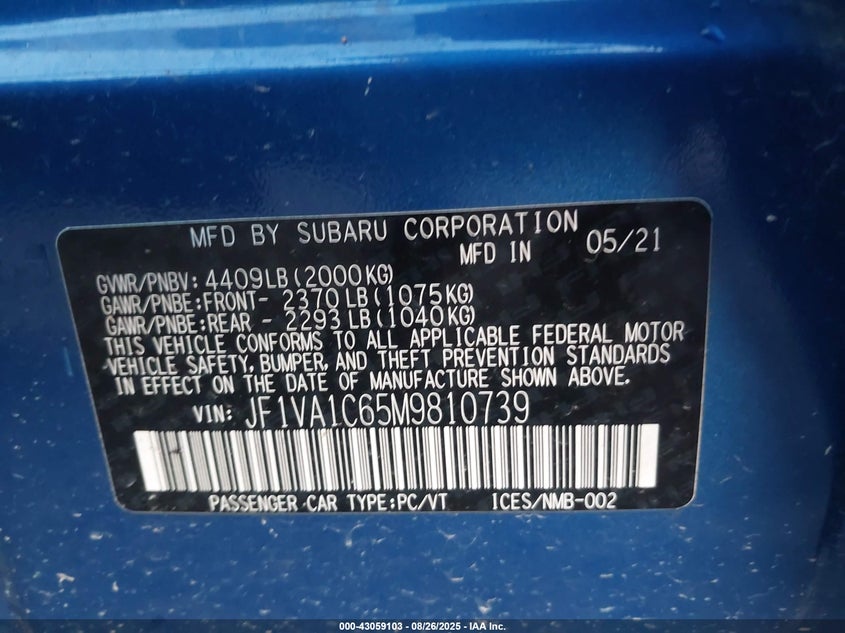 MFD BY SUBARU CORPORATION
MFD IN 05/21
GVWR/PNBV: 4409LB(2000KG)
GAWR/PNBE:FRONT- 2370 LB(1075KG)
GAWR/PNBE:REAR - 2293 LB(1040KG)
THIS VEHICLE CONFORMS TO ALL APPLICABLE FEDERAL MOTOR
VEHICLE SAFETY, BUMPER, AND THEFT PREVENTION STANDARDS
IN EFFECT ON THE DATE OF MANUFACTURE SHOWN ABOVE.
VIN: JF1VA1C65M9810739
PASSENGER CAR TYPE:PC/VT ICES/NMB-002
000-43059103 - 08/26/2025 - IAA Inc.